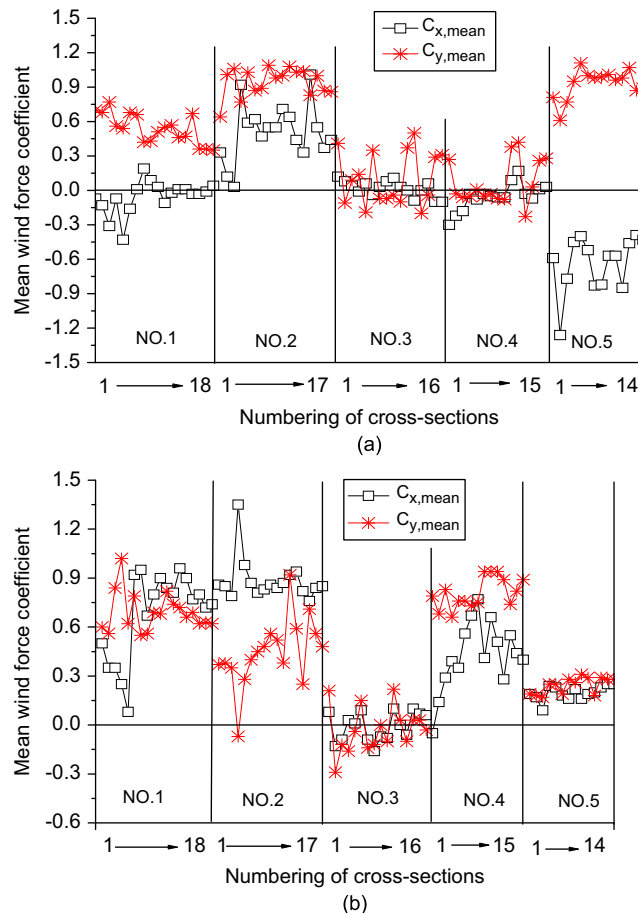 1.5
1.2
0.9
0.6
0.3
0.0
-0.3
-0.6
-0.9
-1.2
-1.5
Mean wind force coefficient
Cx,mean
Cy,mean
NO.1
NO.2
NO.3
NO.4
NO.5
1 18 1 17 1 16 1 15 1 14
Numbering of cross-sections
(a)
1.5
1.2
0.9
0.6
0.3
0.0
-0.3
-0.6
Mean wind force coefficient
Cx,mean
Cy,mean
NO.1
NO.2
NO.3
NO.4
NO.5
1 18 1 17 1 16 1 15 1 14
Numbering of cross-sections
(b)